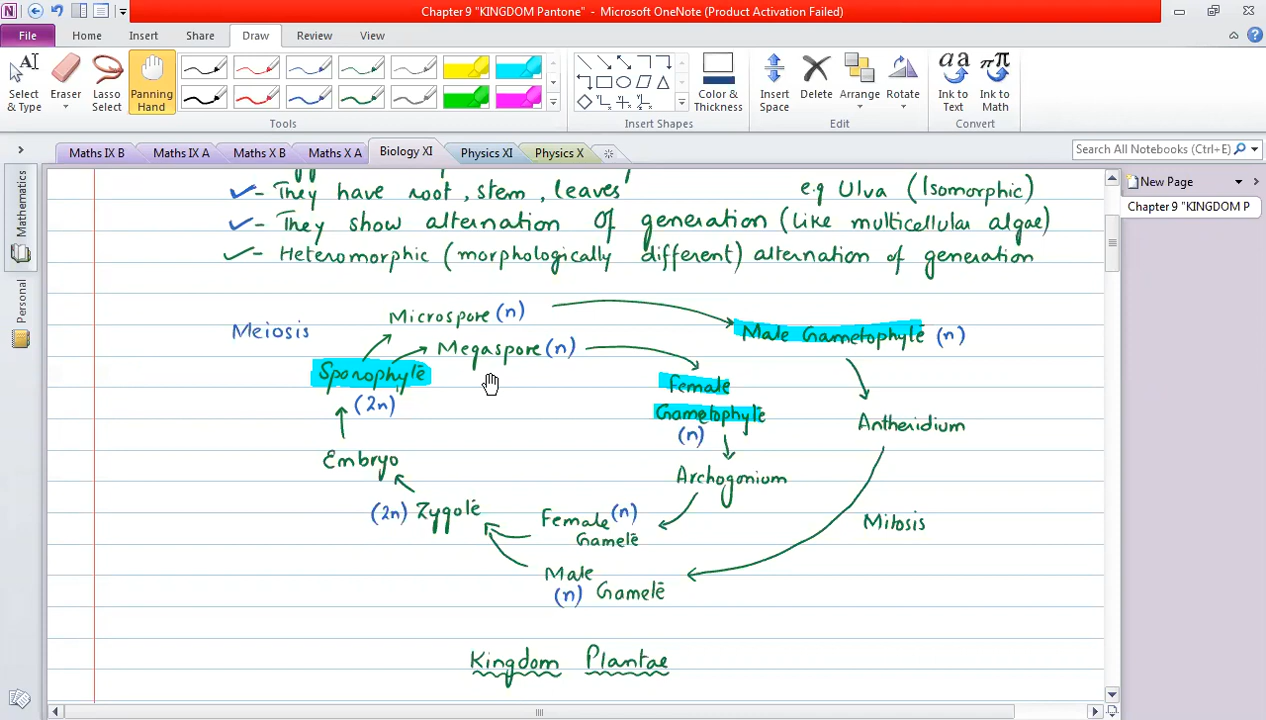 Chapter 9 "KINGDOM Pantone" - Microsoft OneNote (Product Activation Failed)
File Home Insert Share Draw Review View
Select & Type
Eraser
Lasso Select
Panning Hand
Color & Thickness
Insert Space
Delete
Arrange
Rotate
Ink to Text
Ink to Math
Tools
Insert Shapes
Edit
Convert
Maths IX B Maths IX A Maths X B Maths X A Biology XI Physics XI Physics X
Search All Notebooks (Ctrl+E)
New Page
Chapter 9 "KINGDOM P
Mathematics
Personal
- They have root, stem, leaves
e.g Ulva (Isomorphic)
- They show alternation of generation (like multicellular algae)
- Heteromorphic (morphologically different) alternation of generation
Meiosis
Microspore (n)
Megaspore (n)
Male Gametophyte (n)
Sporophyte
(2n)
Female
Gametophyte
(n)
Antheridium
Embryo
Archogonium
(2n) Zygote
Female (n)
Gamete
Mitosis
Male
(n) Gamete
Kingdom Plantae